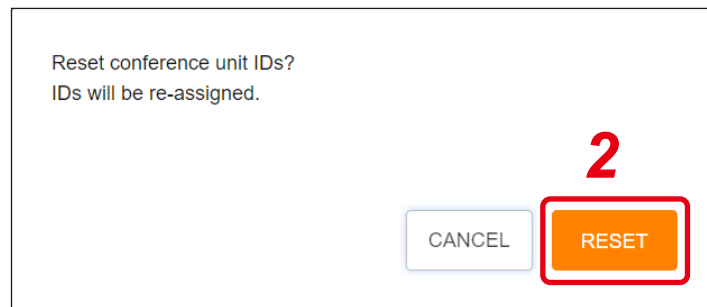 Reset conference unit IDs?
IDs will be re-assigned.
2
CANCEL
RESET